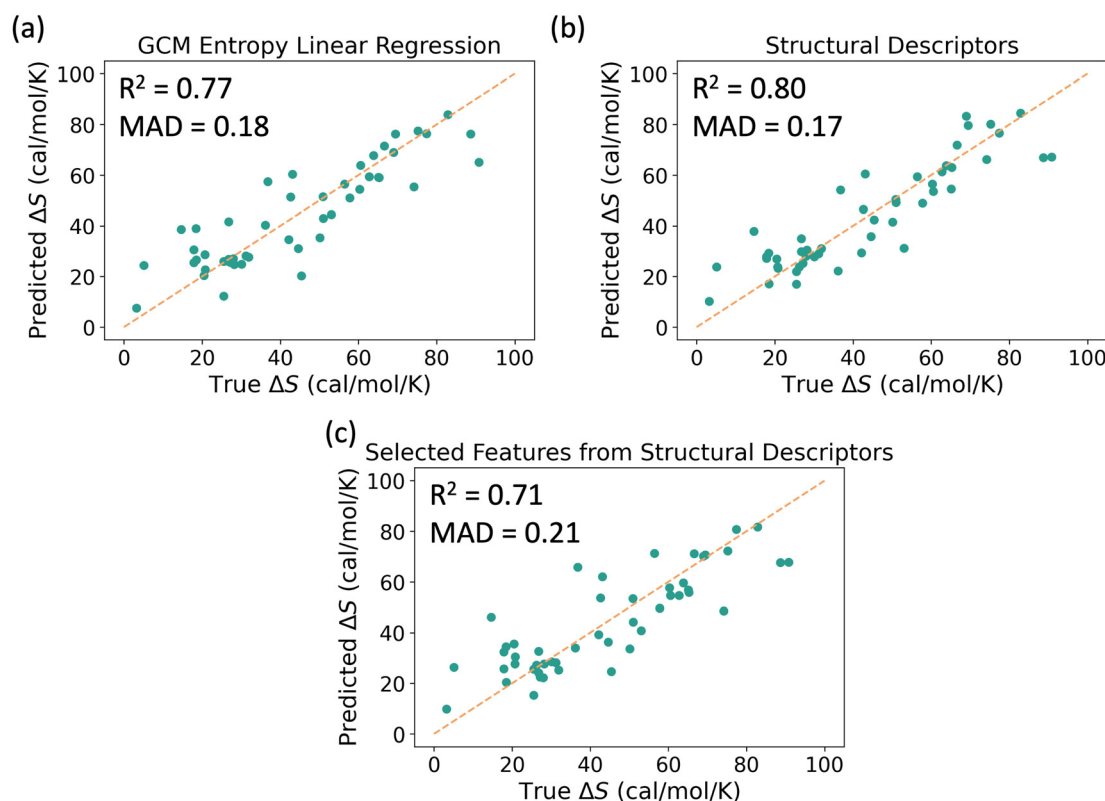 (a)
GCM Entropy Linear Regression
R² = 0.77
MAD = 0.18
Predicted ΔS (cal/mol/K)
100
80
60
40
20
0
0 20 40 60 80 100
True ΔS (cal/mol/K)
(b)
Structural Descriptors
R² = 0.80
MAD = 0.17
Predicted ΔS (cal/mol/K)
100
80
60
40
20
0
0 20 40 60 80 100
True ΔS (cal/mol/K)
(c)
Selected Features from Structural Descriptors
R² = 0.71
MAD = 0.21
Predicted ΔS (cal/mol/K)
100
80
60
40
20
0
0 20 40 60 80 100
True ΔS (cal/mol/K)